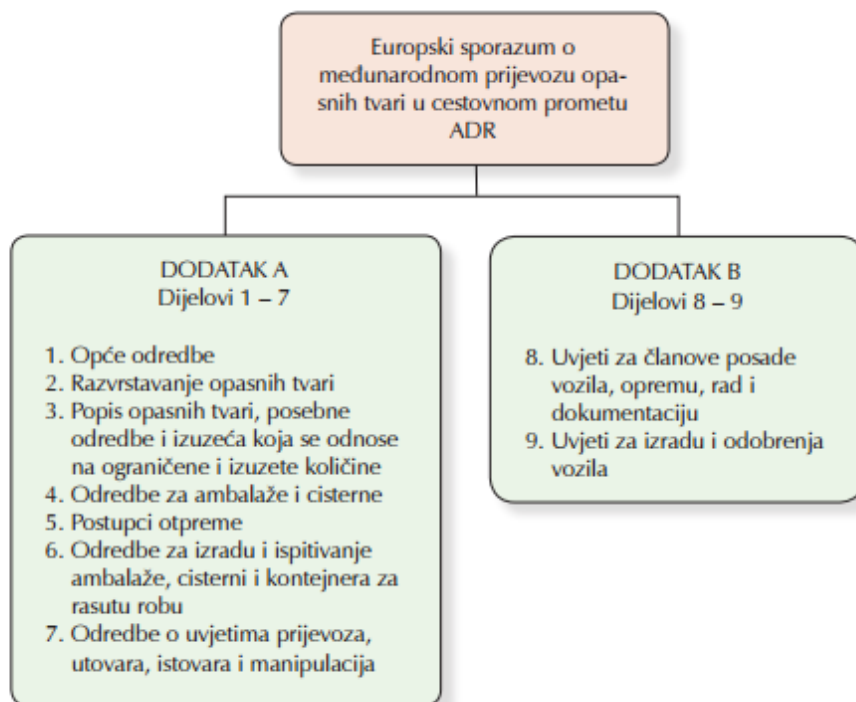 Europski sporazum o
međunarodnom prijevozu opa-
snih tvari u cestovnom prometu
ADR
DODATAK A
Dijelovi 1 – 7
1. Opće odredbe
2. Razvrstavanje opasnih tvari
3. Popis opasnih tvari, posebne
odredbe i izuzeća koja se odnose
na ograničene i izuzete količine
4. Odredbe za ambalaže i cisterne
5. Postupci otpreme
6. Odredbe za izradu i ispitivanje
ambalaže, cisterni i kontejnera za
rasutu robu
7. Odredbe o uvjetima prijevoza,
utovara, istovara i manipulacija
DODATAK B
Dijelovi 8 – 9
8. Uvjeti za članove posade
vozila, opremu, rad i
dokumentaciju
9. Uvjeti za izradu i odobrenja
vozila